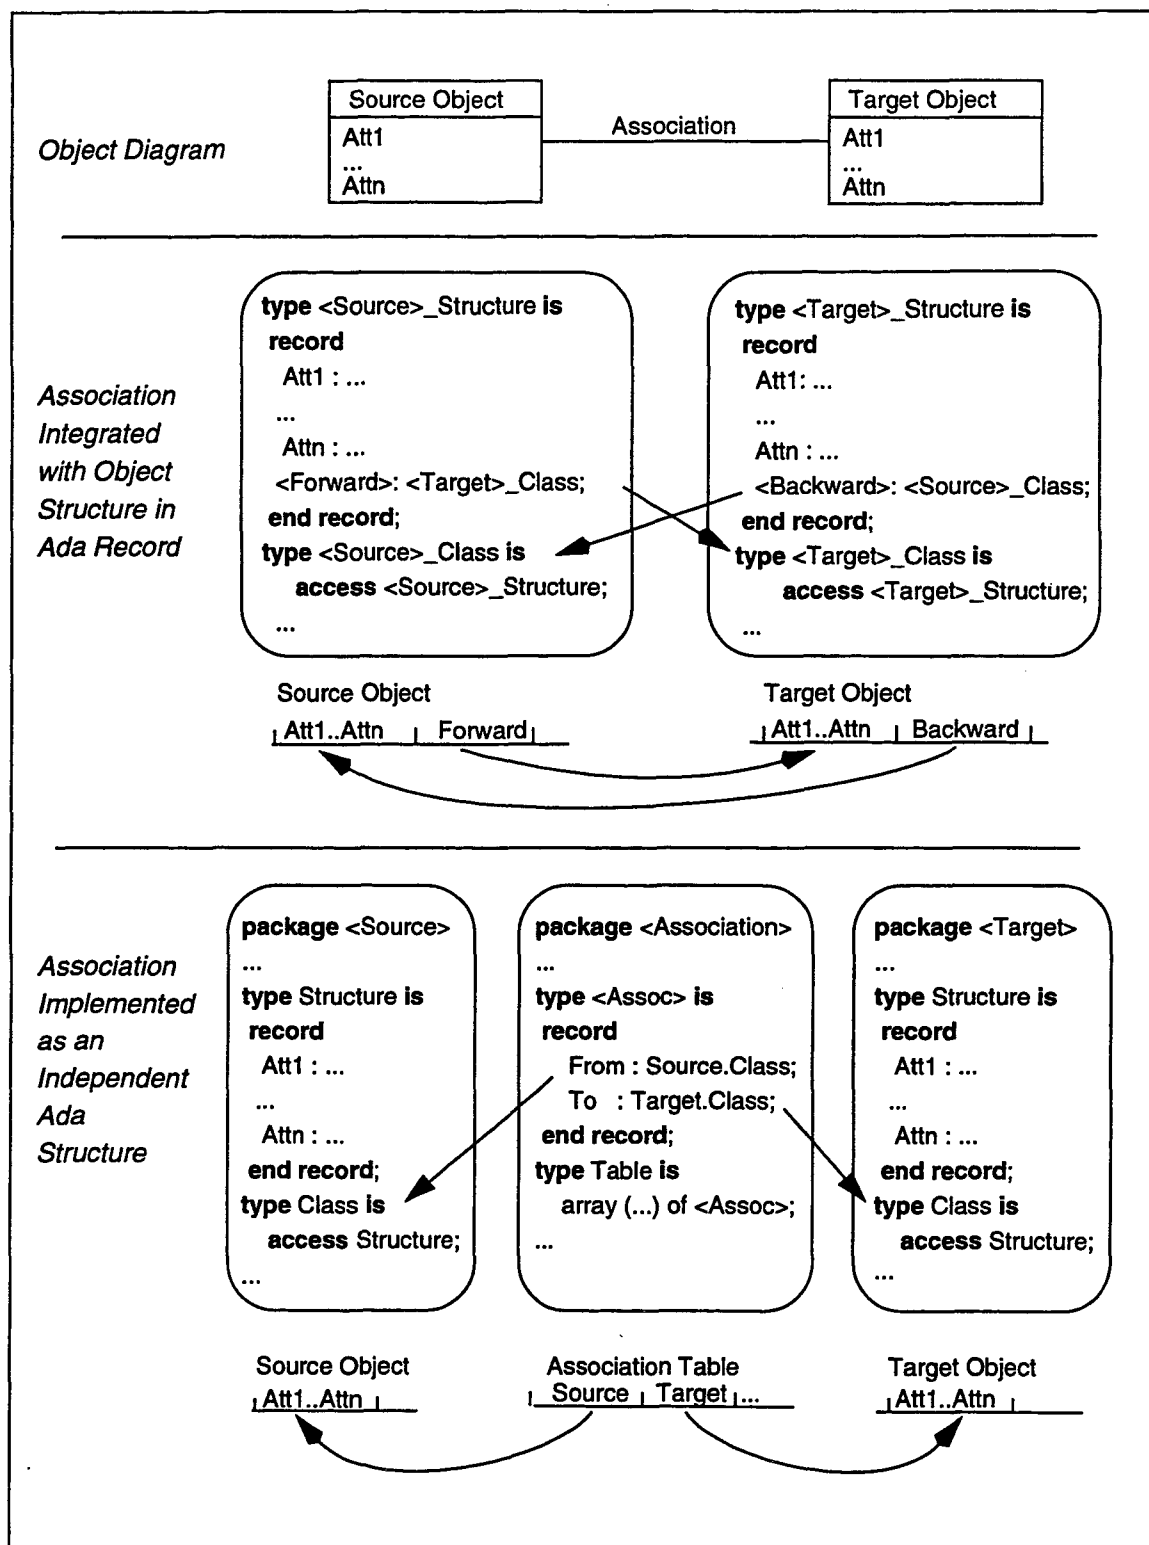 Object Diagram
Source Object
Att1
...
Attn
Association
Target Object
Att1
...
Attn
Association
Integrated
with Object
Structure in
Ada Record
type <Source>_Structure is
record
Att1 : ...
...
Attn : ...
<Forward>: <Target>_Class;
end record;
type <Source>_Class is
access <Source>_Structure;
...
type <Target>_Structure is
record
Att1: ...
...
Attn : ...
<Backward>: <Source>_Class;
end record;
type <Target>_Class is
access <Target>_Structure;
...
Source Object
Att1..Attn Forward
Target Object
Att1..Attn Backward
Association
Implemented
as an
Independent
Ada
Structure
package <Source>
...
type Structure is
record
Att1 : ...
...
Attn : ...
end record;
type Class is
access Structure;
...
package <Association>
...
type <Assoc> is
record
From : Source.Class;
To : Target.Class;
end record;
type Table is
array (...) of <Assoc>;
...
package <Target>
...
type Structure is
record
Att1 : ...
...
Attn : ...
end record;
type Class is
access Structure;
...
Source Object
Att1..Attn
Association Table
Source Target ...
Target Object
Att1..Attn